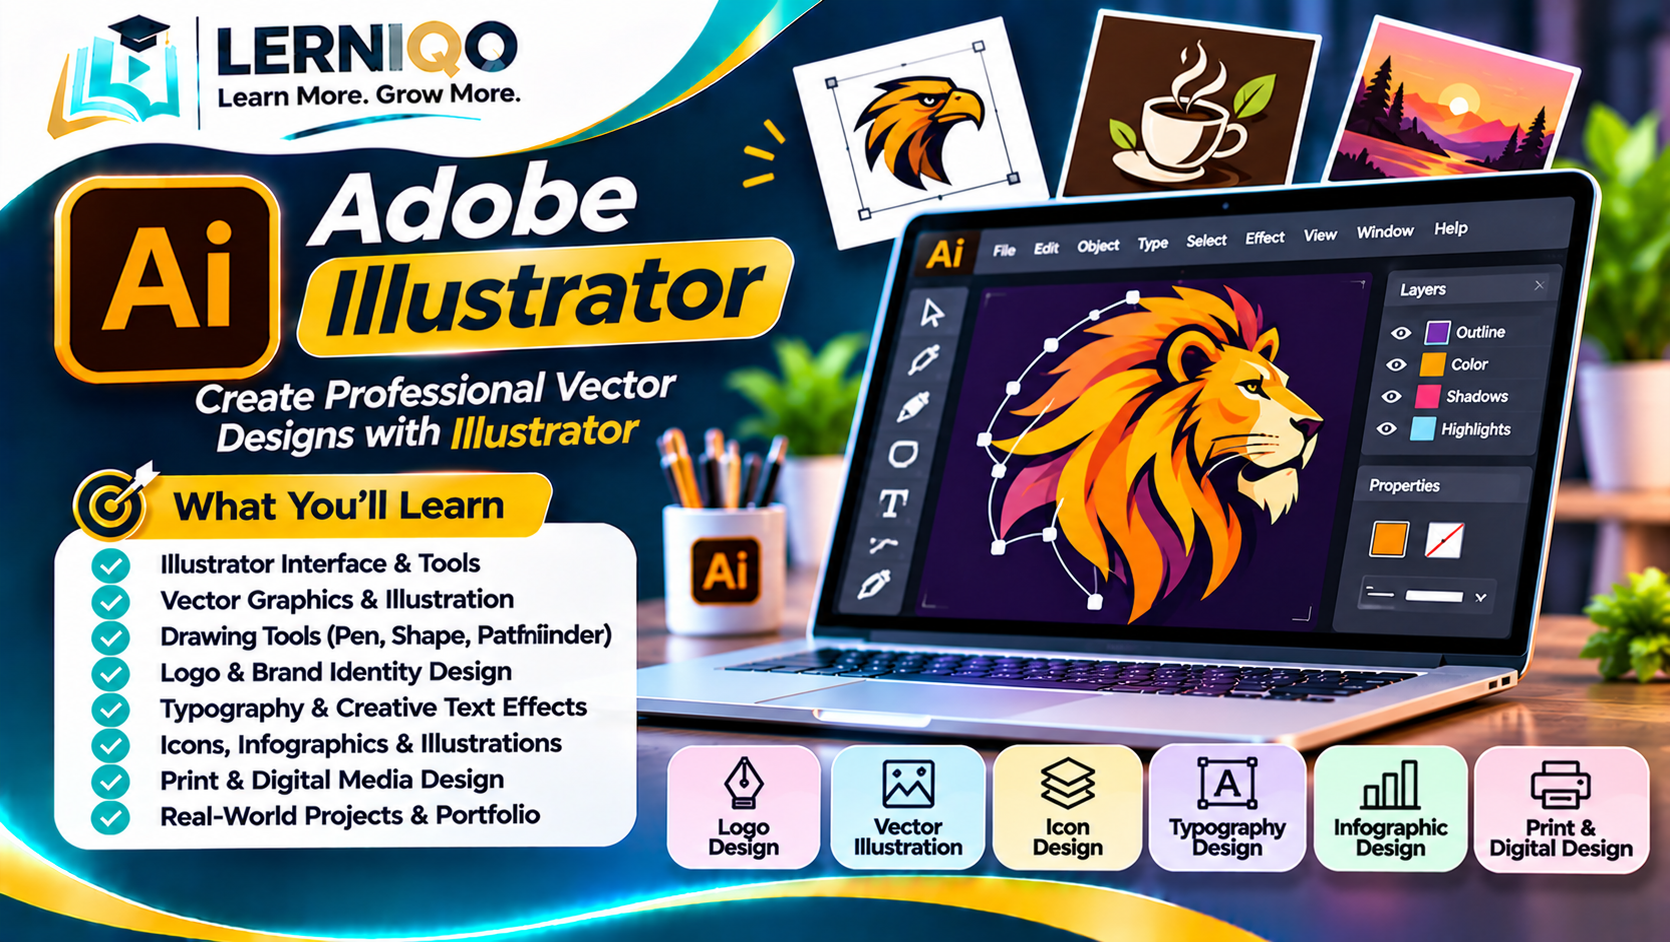 LERNIQO
Learn More. Grow More.
Ai
Adobe
Illustrator
Create Professional Vector
Designs with Illustrator
What You'll Learn
Illustrator Interface & Tools
Vector Graphics & Illustration
Drawing Tools (Pen, Shape, Patfniinder)
Logo & Brand Identity Design
Typography & Creative Text Effects
Icons, Infographics & Illustrations
Print & Digital Media Design
Real-World Projects & Portfolio
Ai
Ai File Edit Object Type Select Effect View Window Help
T
Layers
Outline
Color
Shadows
Highlights
Properties
Logo
Design
Vector
Illustration
Icon
Design
A
Typography
Design
Infographic
Design
Print &
Digital Design